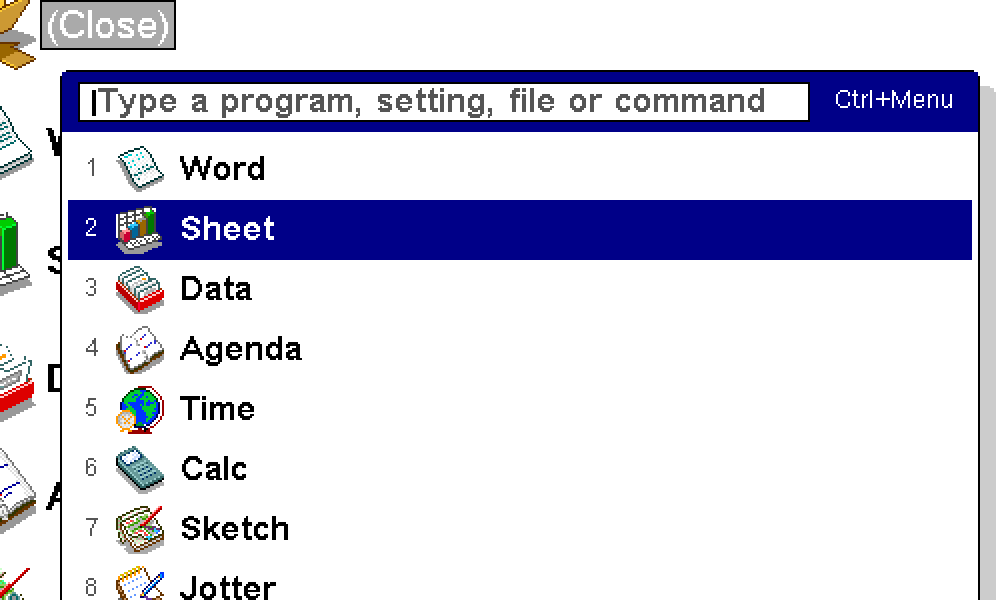 (Close)
Type a program, setting, file or command Ctrl+Menu
1 Word
2 Sheet
3 Data
4 Agenda
5 Time
6 Calc
7 Sketch
8 Jotter